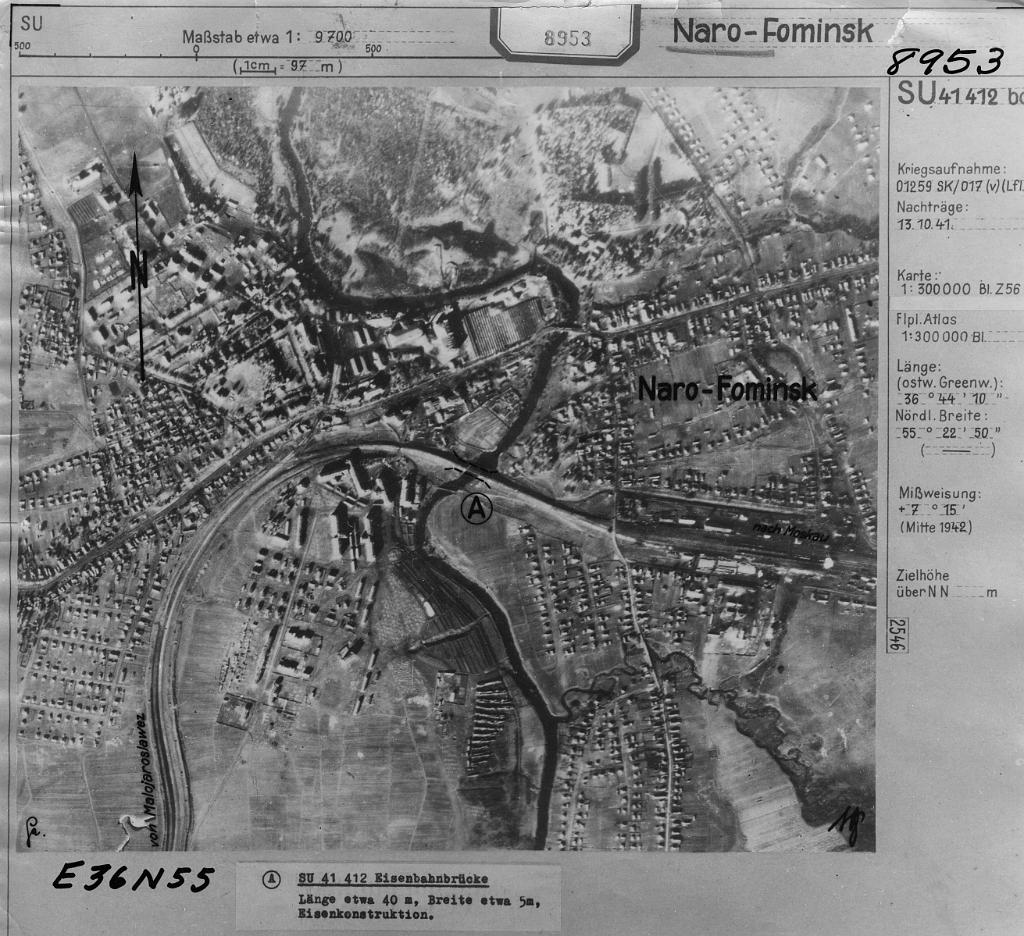 SU
Maßstab etwa 1: 9700
500 0 500
(1cm = 97 m)
8953
Naro-Fominsk
8953
SU 41 412
Kriegsaufnahme:
01259 SK/017 (v) (Lfl.
Nachträge:
13.10.41.
Karte:
1:300000 Bl. Z56
Flpl. Atlas
1:300000 Bl.
Länge:
(ostw. Greenw.):
36 ° 44 ' 10 "
Nördl. Breite:
55 ° 22 ' 50 "
(—)
Mißweisung:
+ 7 ° 15 '
(Mitte 1942)
Zielhöhe
über N N m
2546
N
Naro-Fominsk
A
nach Moskau
von Malojaroslawez
E36N55
A SU 41 412 Eisenbahnbrücke
Länge etwa 40 m, Breite etwa 5m,
Eisenkonstruktion.